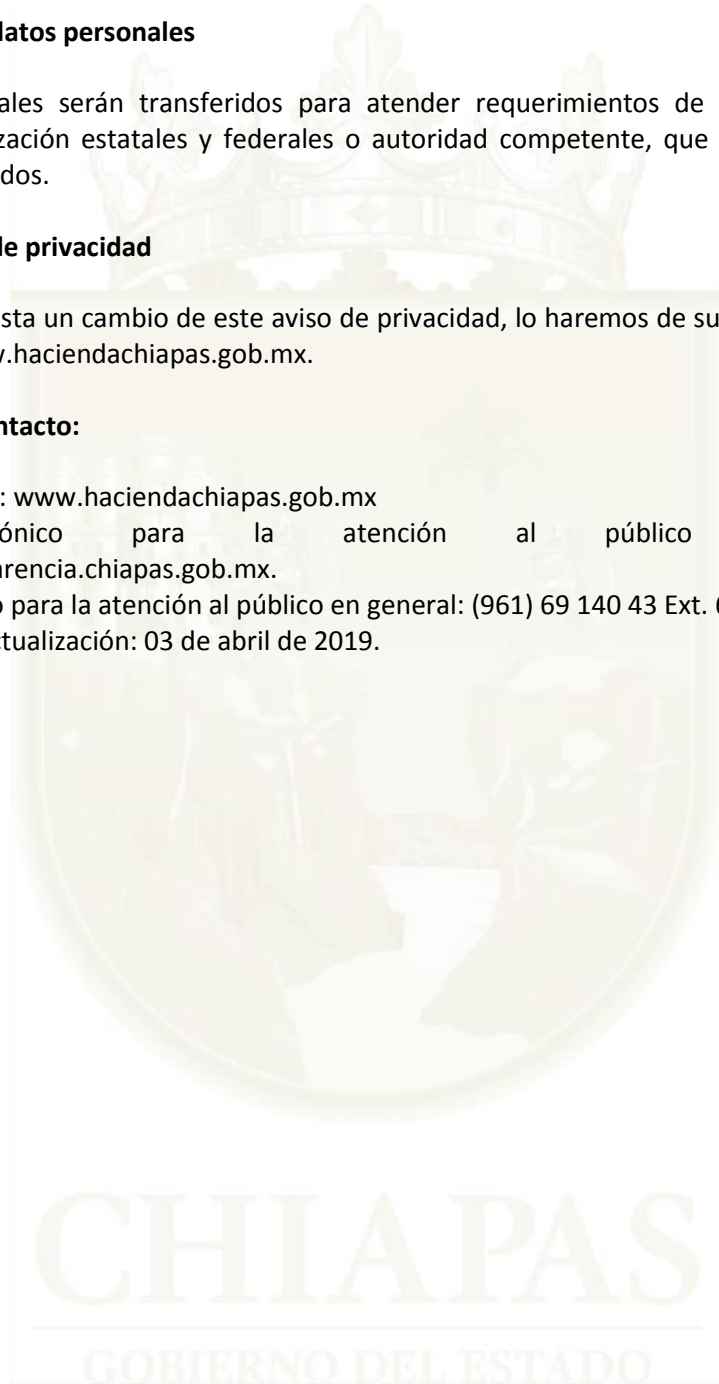 latos personales
ales serán transferidos para atender requerimientos de
zación estatales y federales o autoridad competente, que
dos.
de privacidad
sta un cambio de este aviso de privacidad, lo haremos de su
v.haciendachiapas.gob.mx.
ntacto:
: www.haciendachiapas.gob.mx
ónico para la atención al público
arencia.chiapas.gob.mx.
o para la atención al público en general: (961) 69 140 43 Ext.
ctualización: 03 de abril de 2019.
CHIAPAS
GOBIERNO DEL ESTADO